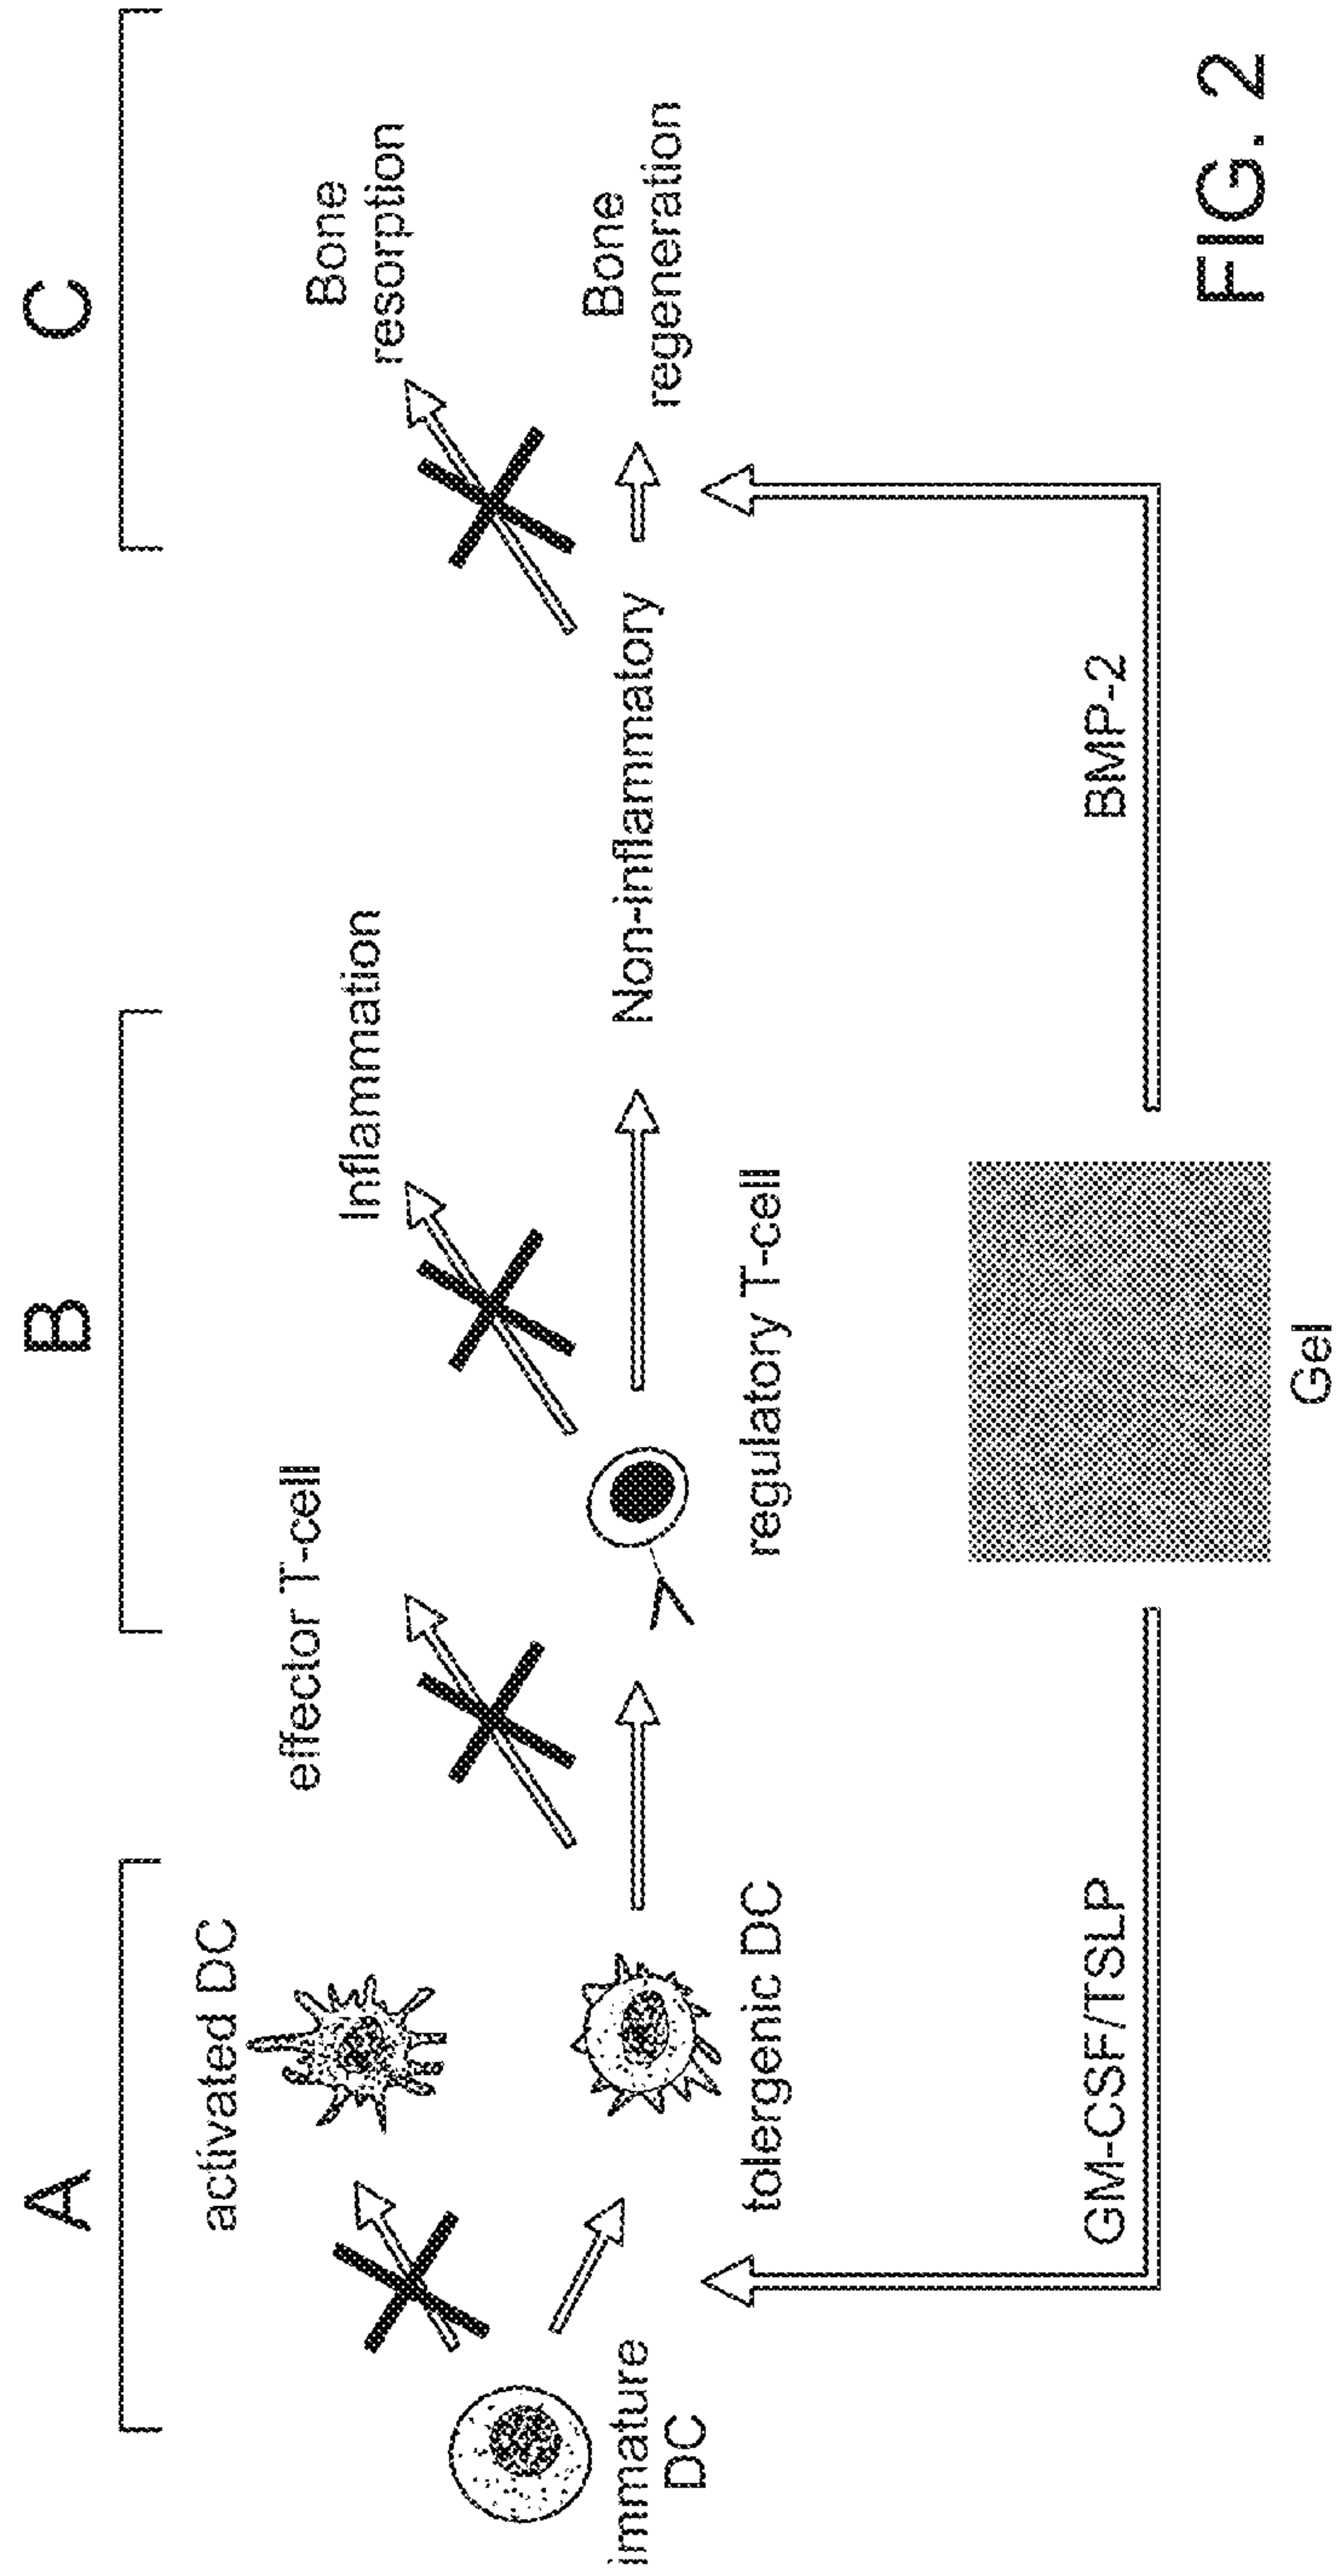 A
B
C
activated DC
effector T-cell
Inflammation
Bone
resorption
immature
DC
tolergenic DC
regulatory T-cell
Non-inflammatory
Bone
regeneration
GM-CSF/TSLP
BMP-2
Gel
FIG. 2